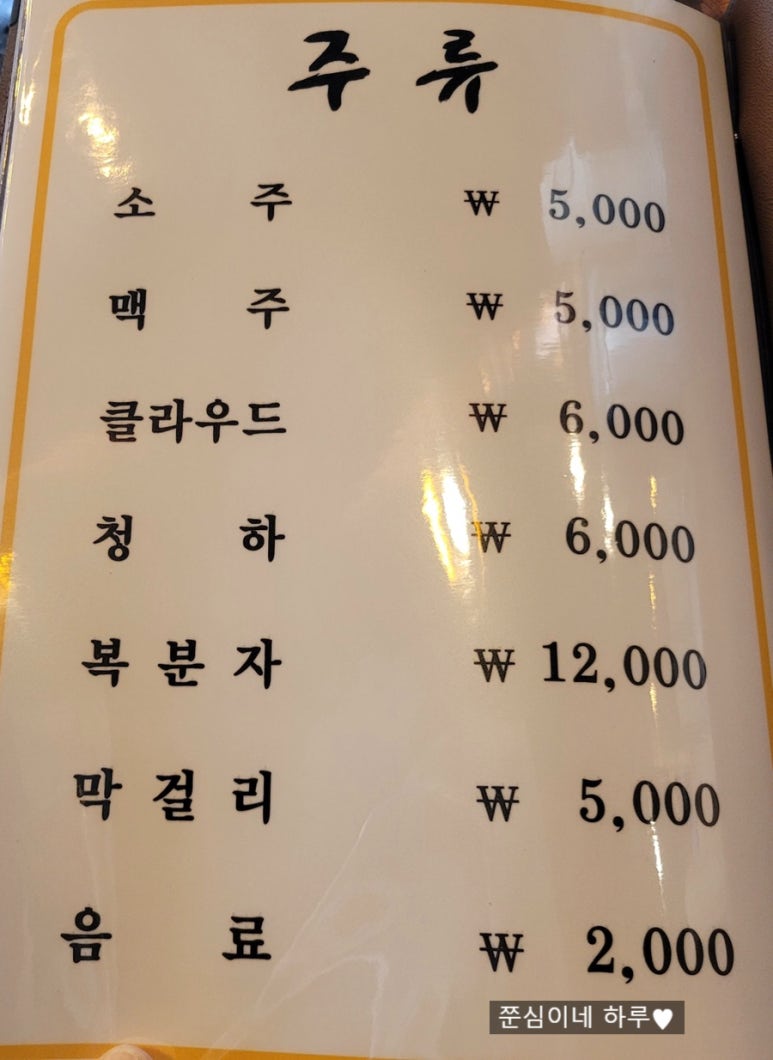 주 류
소 주 ₩ 5,000
맥 주 ₩ 5,000
클라우드 ₩ 6,000
청 하 ₩ 6,000
복 분 자 ₩ 12,000
막 걸 리 ₩ 5,000
음 료 ₩ 2,000
쭌심이네 하루♥